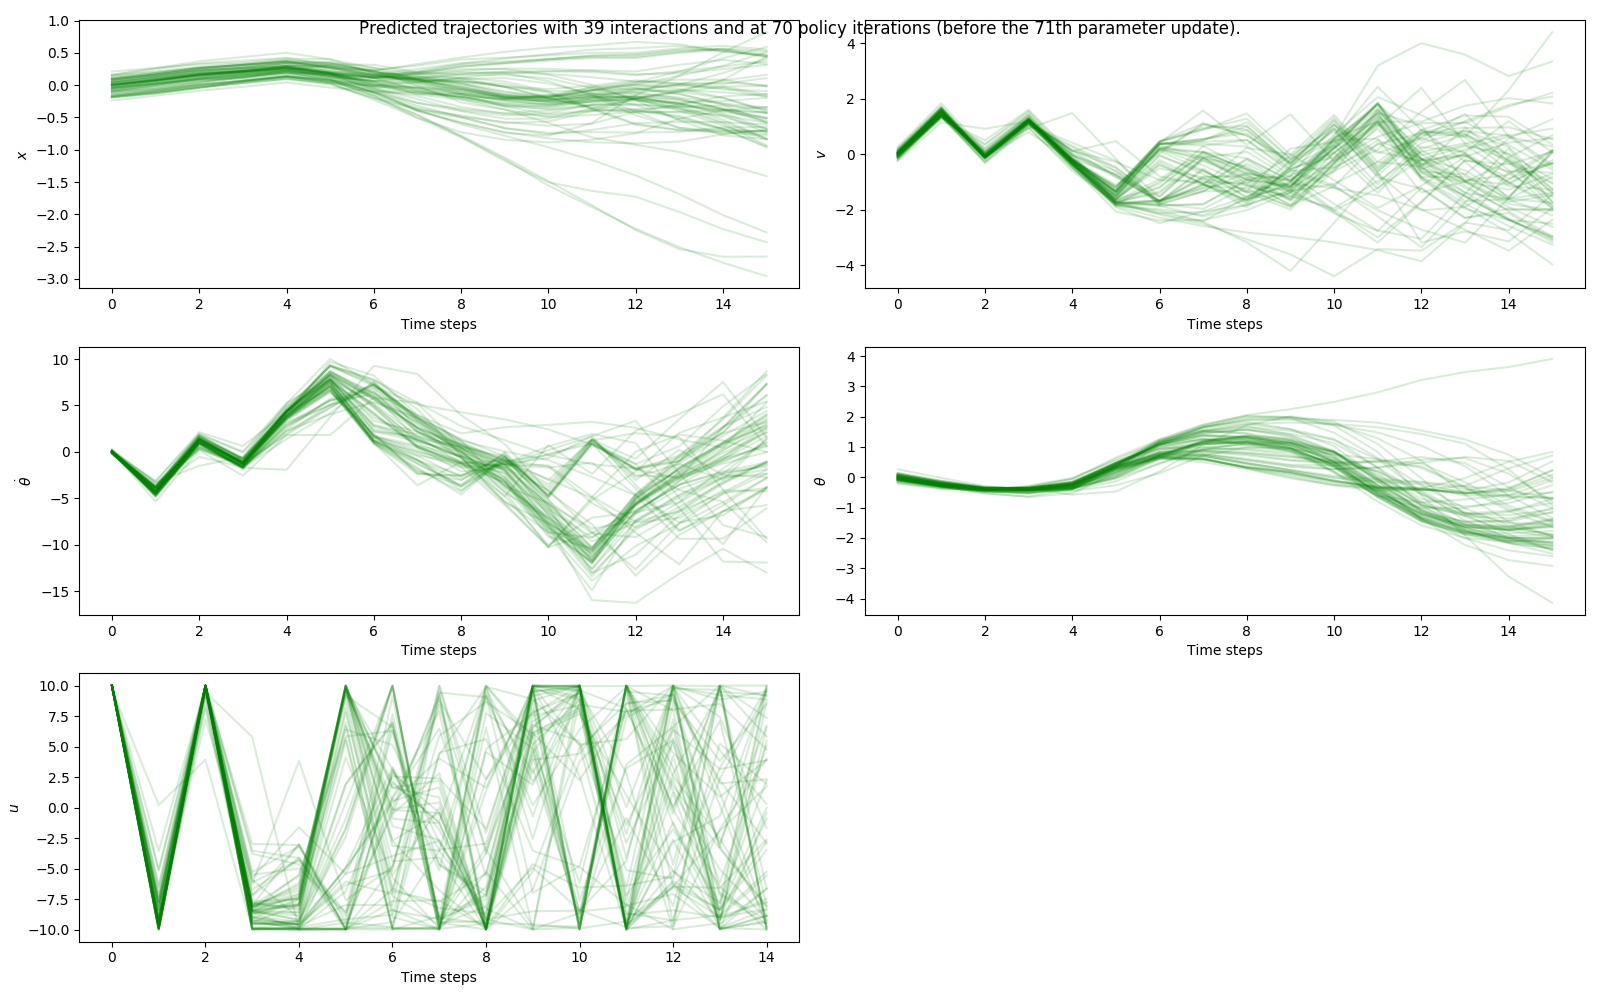 Predicted trajectories with 39 interactions and at 70 policy iterations (before the 71th parameter update).
1.0
0.5
0.0
−0.5
−1.0
−1.5
−2.0
−2.5
−3.0
x
0 2 4 6 8 10 12 14
Time steps
4
2
0
−2
−4
v
0 2 4 6 8 10 12 14
Time steps
10
5
0
−5
−10
−15
θ̇
0 2 4 6 8 10 12 14
Time steps
4
3
2
1
0
−1
−2
−3
−4
θ
0 2 4 6 8 10 12 14
Time steps
10.0
7.5
5.0
2.5
0.0
−2.5
−5.0
−7.5
−10.0
u
0 2 4 6 8 10 12 14
Time steps